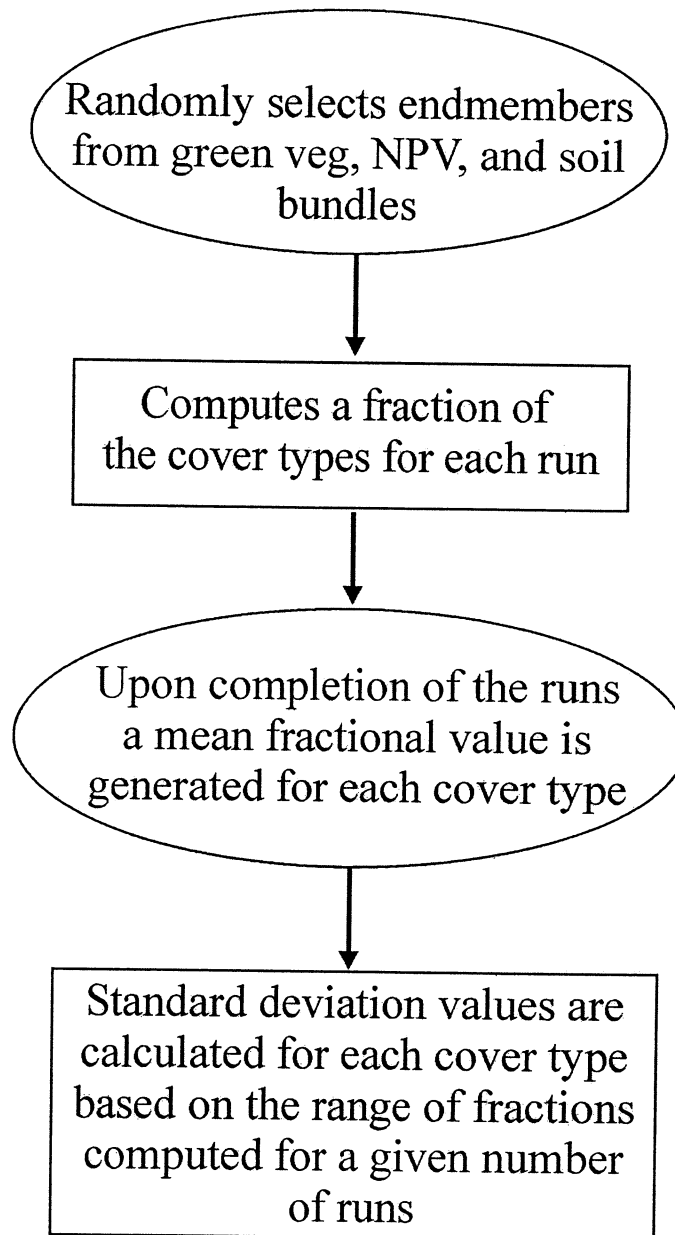 Randomly selects endmembers
from green veg, NPV, and soil
bundles
Computes a fraction of
the cover types for each run
Upon completion of the runs
a mean fractional value is
generated for each cover type
Standard deviation values are
calculated for each cover type
based on the range of fractions
computed for a given number
of runs